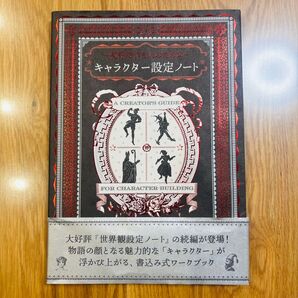 キャラクター設定ノート
A CREATOR'S GUIDE
FOR CHARACTER BUILDING
大好評「世界観設定ノート」の続編が登場!
物語の顔となる魅力的な「キャラクター」が
浮かび上がる、書込み式ワークブック